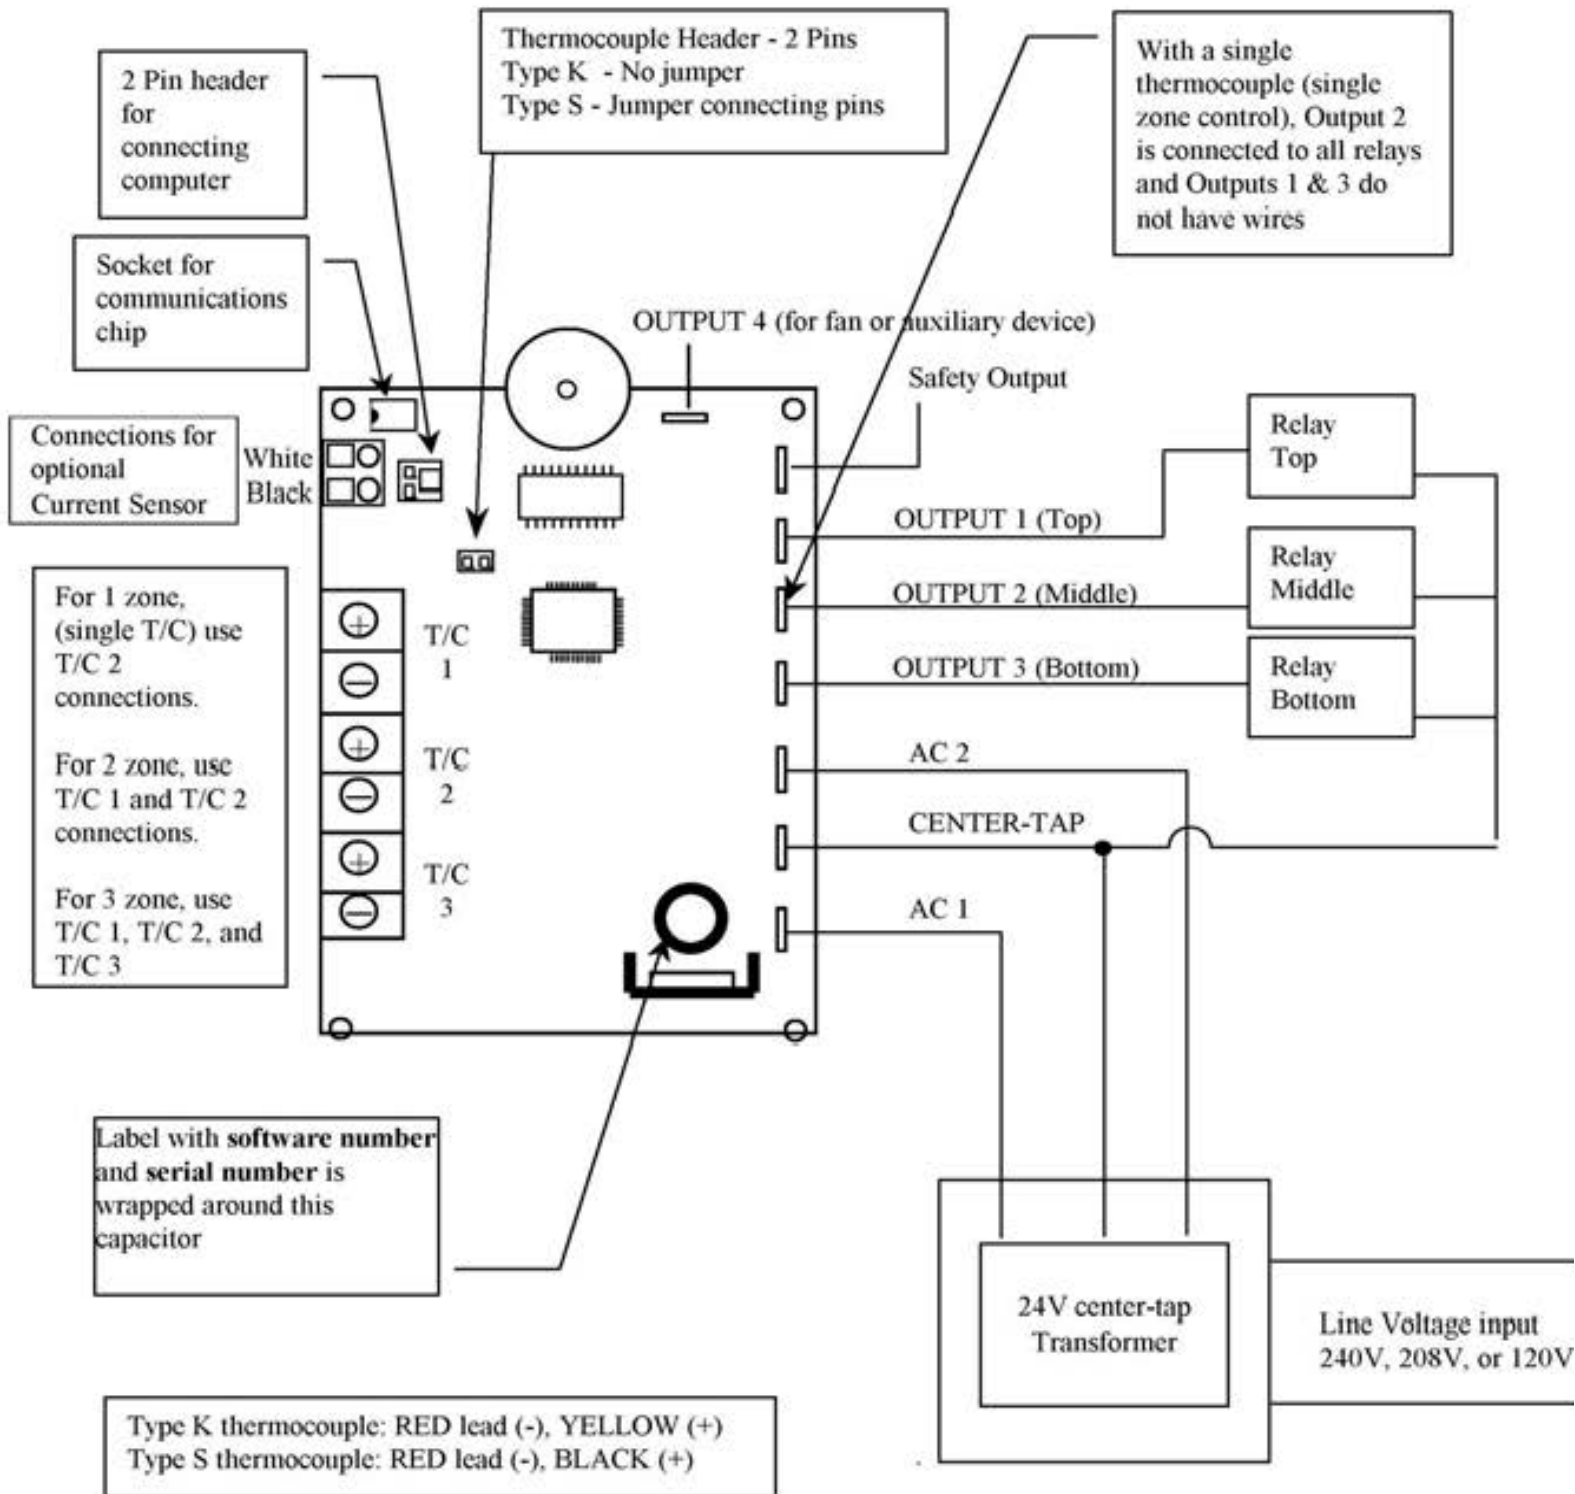 Thermocouple Header - 2 Pins
Type K - No jumper
Type S - Jumper connecting pins
With a single
thermocouple (single
zone control), Output 2
is connected to all relays
and Outputs 1 & 3 do
not have wires
2 Pin header
for
connecting
computer
Socket for
communications
chip
OUTPUT 4 (for fan or auxiliary device)
Safety Output
Connections for
optional
Current Sensor
White
Black
Relay
Top
OUTPUT 1 (Top)
Relay
Middle
OUTPUT 2 (Middle)
Relay
Bottom
OUTPUT 3 (Bottom)
For 1 zone,
(single T/C) use
T/C 2
connections.
For 2 zone, use
T/C 1 and T/C 2
connections.
For 3 zone, use
T/C 1, T/C 2, and
T/C 3
+
T/C
1
−
+
T/C
2
−
+
T/C
3
−
AC 2
CENTER-TAP
AC 1
Label with software number
and serial number is
wrapped around this
capacitor
24V center-tap
Transformer
Line Voltage input
240V, 208V, or 120V
Type K thermocouple: RED lead (-), YELLOW (+)
Type S thermocouple: RED lead (-), BLACK (+)